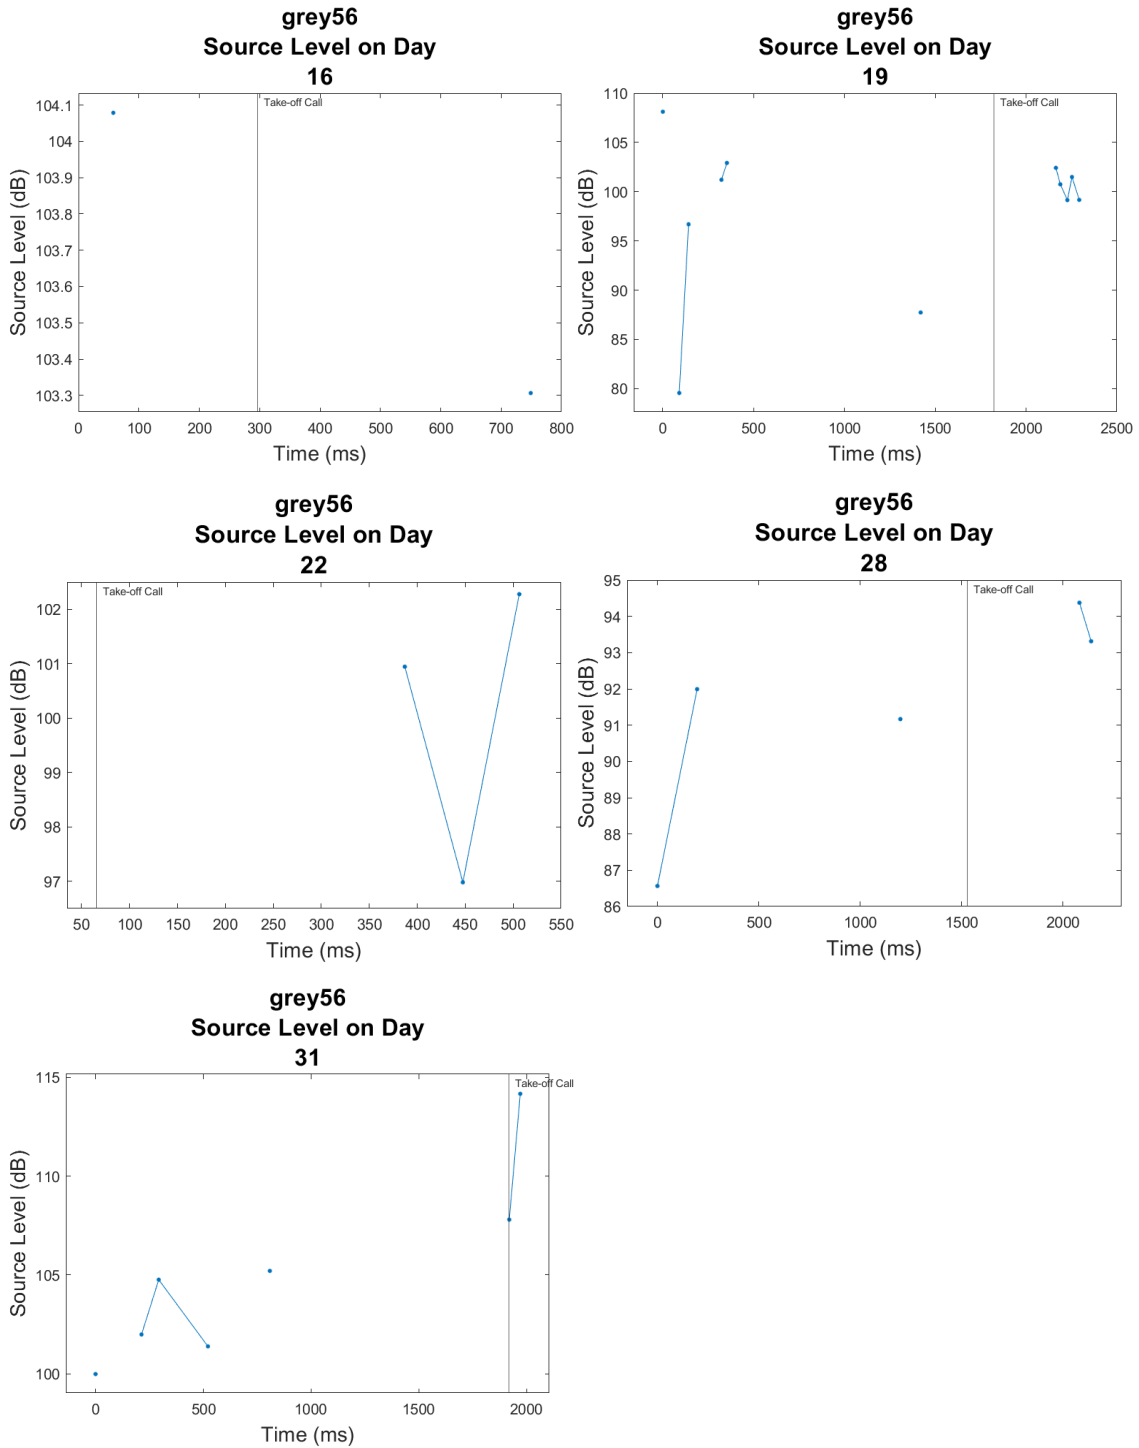 grey56
Source Level on Day
16
Take-off Call
104.1
104
103.9
103.8
103.7
103.6
103.5
103.4
103.3
Source Level (dB)
0 100 200 300 400 500 600 700 800
Time (ms)
grey56
Source Level on Day
19
Take-off Call
110
105
100
95
90
85
80
Source Level (dB)
0 500 1000 1500 2000 2500
Time (ms)
grey56
Source Level on Day
22
Take-off Call
102
101
100
99
98
97
Source Level (dB)
50 100 150 200 250 300 350 400 450 500 550
Time (ms)
grey56
Source Level on Day
28
Take-off Call
95
94
93
92
91
90
89
88
87
86
Source Level (dB)
0 500 1000 1500 2000
Time (ms)
grey56
Source Level on Day
31
Take-off Call
115
110
105
100
Source Level (dB)
0 500 1000 1500 2000
Time (ms)